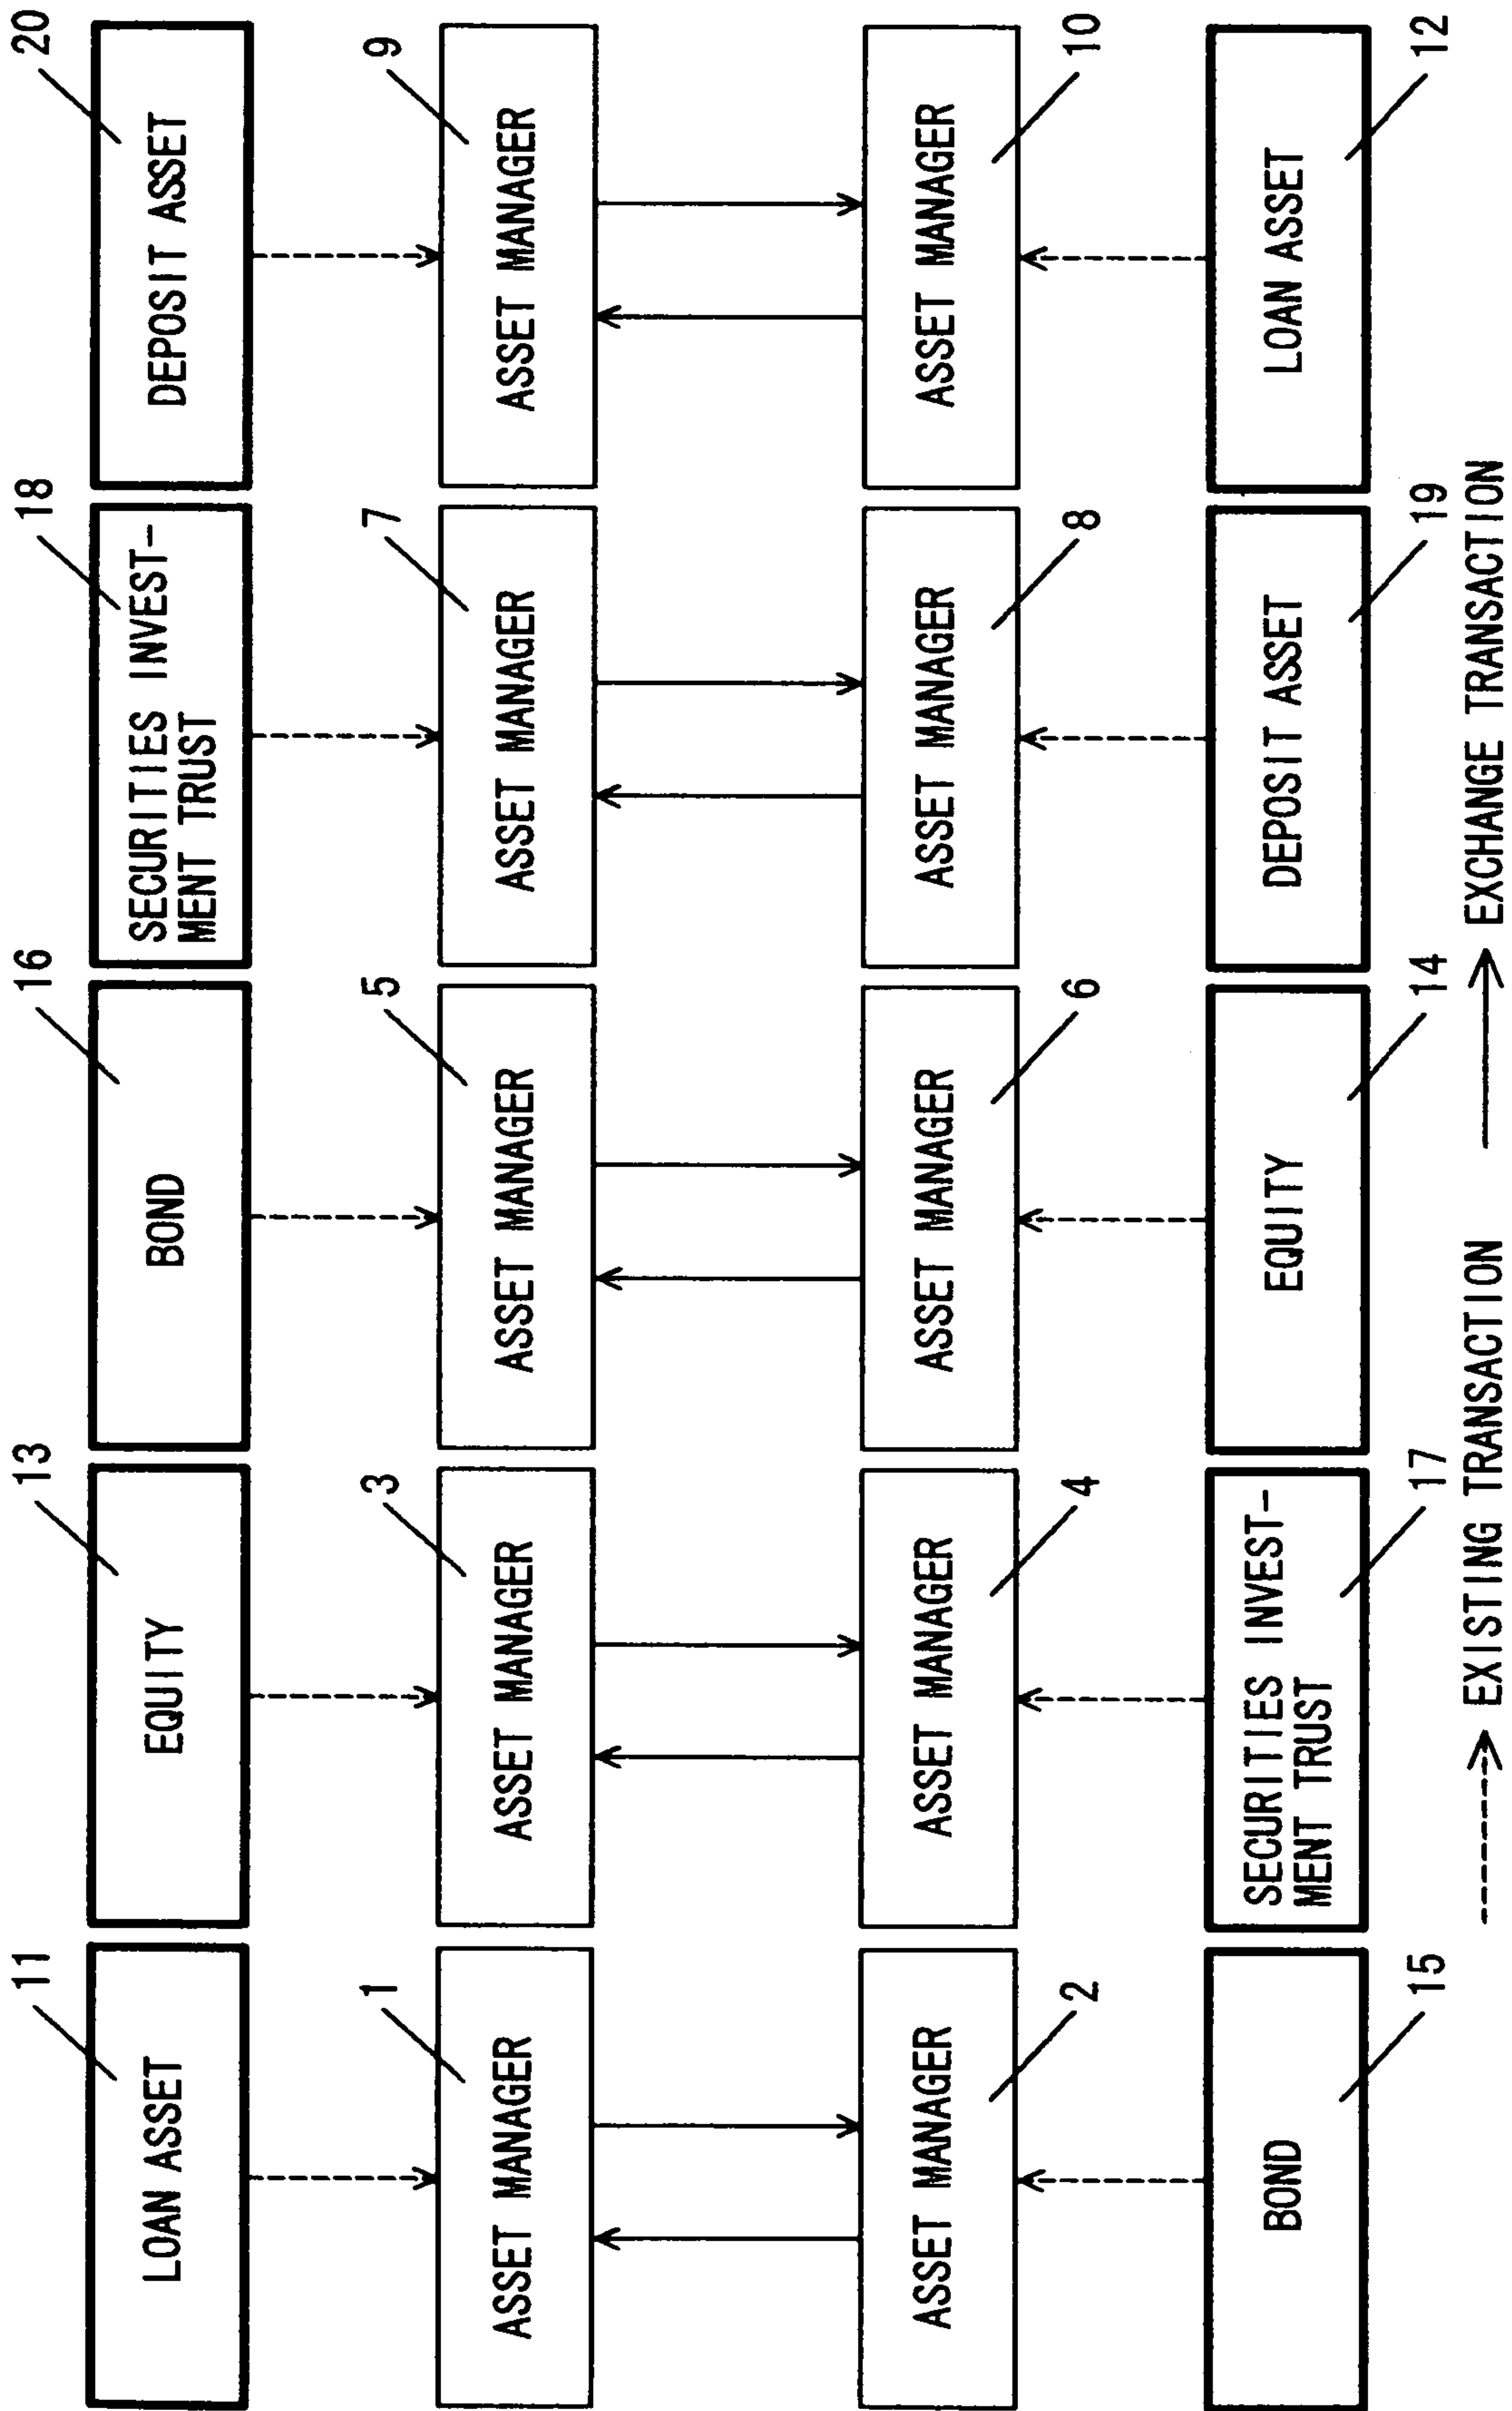 11
13
16
18
20
LOAN ASSET
EQUITY
BOND
SECURITIES INVEST-
MENT TRUST
DEPOSIT ASSET
1
3
5
7
9
ASSET MANAGER
ASSET MANAGER
ASSET MANAGER
ASSET MANAGER
ASSET MANAGER
ASSET MANAGER
ASSET MANAGER
ASSET MANAGER
ASSET MANAGER
ASSET MANAGER
2
4
6
8
10
BOND
SECURITIES INVEST-
MENT TRUST
EQUITY
DEPOSIT ASSET
LOAN ASSET
15
17
14
19
12
EXISTING TRANSACTION
EXCHANGE TRANSACTION